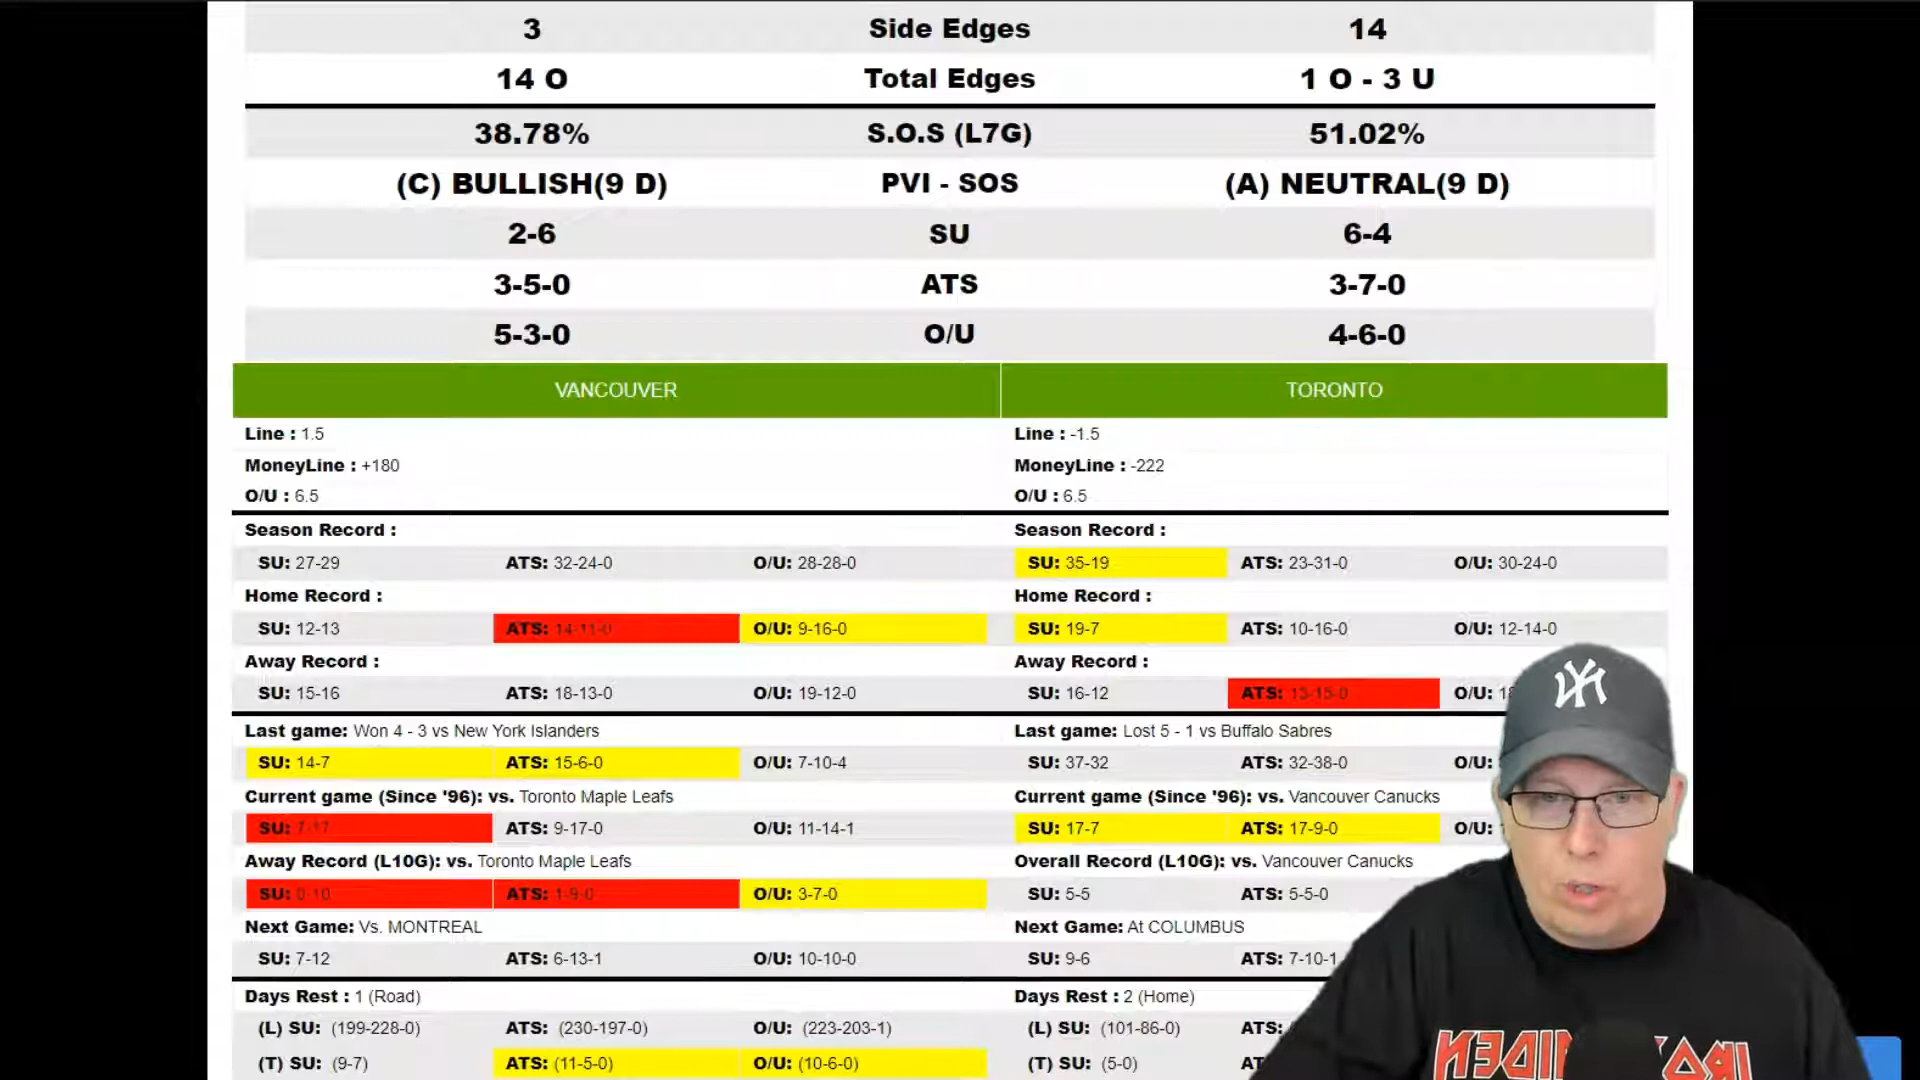 3 Side Edges 14
14 O Total Edges 1 O - 3 U
38.78% S.O.S (L7G) 51.02%
(C) BULLISH(9 D) PVI - SOS (A) NEUTRAL(9 D)
2-6 SU 6-4
3-5-0 ATS 3-7-0
5-3-0 O/U 4-6-0
VANCOUVER TORONTO
Line : 1.5 Line : -1.5
MoneyLine : +180 MoneyLine : -222
O/U : 6.5 O/U : 6.5
Season Record : Season Record :
SU: 27-29 ATS: 32-24-0 O/U: 28-28-0 SU: 35-19 ATS: 23-31-0 O/U: 30-24-0
Home Record : Home Record :
SU: 12-13 ATS: 14-11-0 O/U: 9-16-0 SU: 19-7 ATS: 10-16-0 O/U: 12-14-0
Away Record : Away Record :
SU: 15-16 ATS: 18-13-0 O/U: 19-12-0 SU: 16-12 ATS: 13-15-0 O/U:
Last game: Won 4 - 3 vs New York Islanders Last game: Lost 5 - 1 vs Buffalo Sabres
SU: 14-7 ATS: 15-6-0 O/U: 7-10-4 SU: 37-32 ATS: 32-38-0 O/U:
Current game (Since '96): vs. Toronto Maple Leafs Current game (Since '96): vs. Vancouver Canucks
SU: 7-17 ATS: 9-17-0 O/U: 11-14-1 SU: 17-7 ATS: 17-9-0 O/U:
Away Record (L10G): vs. Toronto Maple Leafs Overall Record (L10G): vs. Vancouver Canucks
SU: 0-10 ATS: 1-9-0 O/U: 3-7-0 SU: 5-5 ATS: 5-5-0
Next Game: Vs. MONTREAL Next Game: At COLUMBUS
SU: 7-12 ATS: 6-13-1 O/U: 10-10-0 SU: 9-6 ATS: 7-10-1
Days Rest : 1 (Road) Days Rest : 2 (Home)
(L) SU: (199-228-0) ATS: (230-197-0) O/U: (223-203-1) (L) SU: (101-86-0) ATS:
(T) SU: (9-7) ATS: (11-5-0) O/U: (10-6-0) (T) SU: (5-0)
NY